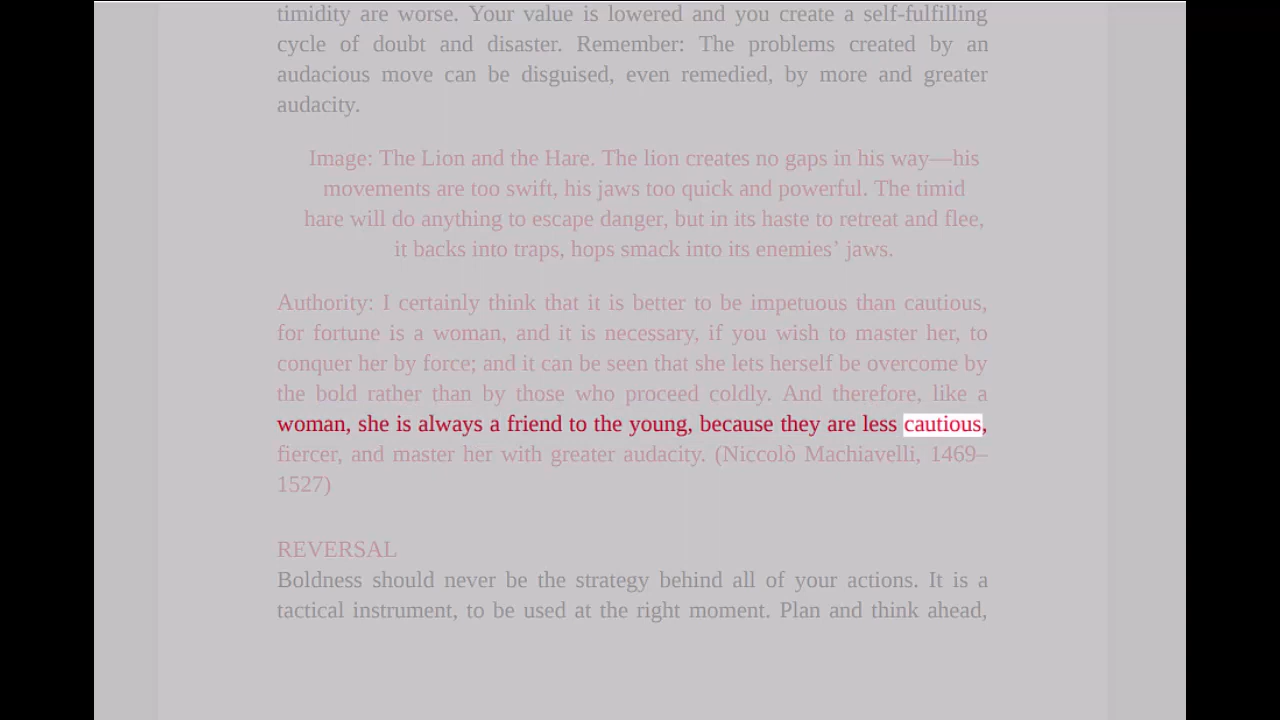 timidity are worse. Your value is lowered and you create a self-fulfilling
cycle of doubt and disaster. Remember: The problems created by an
audacious move can be disguised, even remedied, by more and greater
audacity.
Image: The Lion and the Hare. The lion creates no gaps in his way—his
movements are too swift, his jaws too quick and powerful. The timid
hare will do anything to escape danger, but in its haste to retreat and flee,
it backs into traps, hops smack into its enemies’ jaws.
Authority: I certainly think that it is better to be impetuous than cautious,
for fortune is a woman, and it is necessary, if you wish to master her, to
conquer her by force; and it can be seen that she lets herself be overcome by
the bold rather than by those who proceed coldly. And therefore, like a
woman, she is always a friend to the young, because they are less cautious,
fiercer, and master her with greater audacity. (Niccolò Machiavelli, 1469–
1527)
REVERSAL
Boldness should never be the strategy behind all of your actions. It is a
tactical instrument, to be used at the right moment. Plan and think ahead,